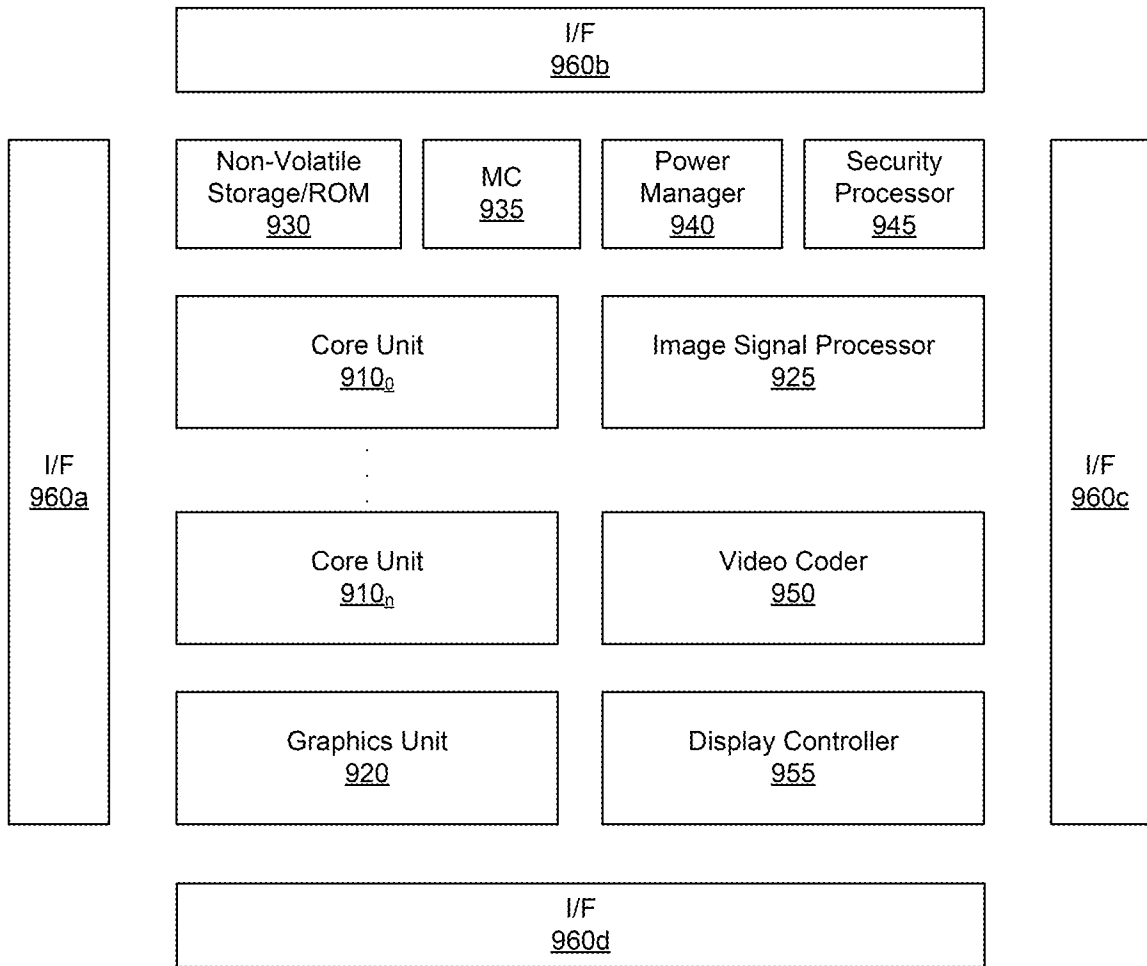 I/F
960b
Non-Volatile
Storage/ROM
930
MC
935
Power
Manager
940
Security
Processor
945
Core Unit
910₀
Image Signal Processor
925
I/F
960a
I/F
960c
Core Unit
910ₙ
Video Coder
950
Graphics Unit
920
Display Controller
955
I/F
960d